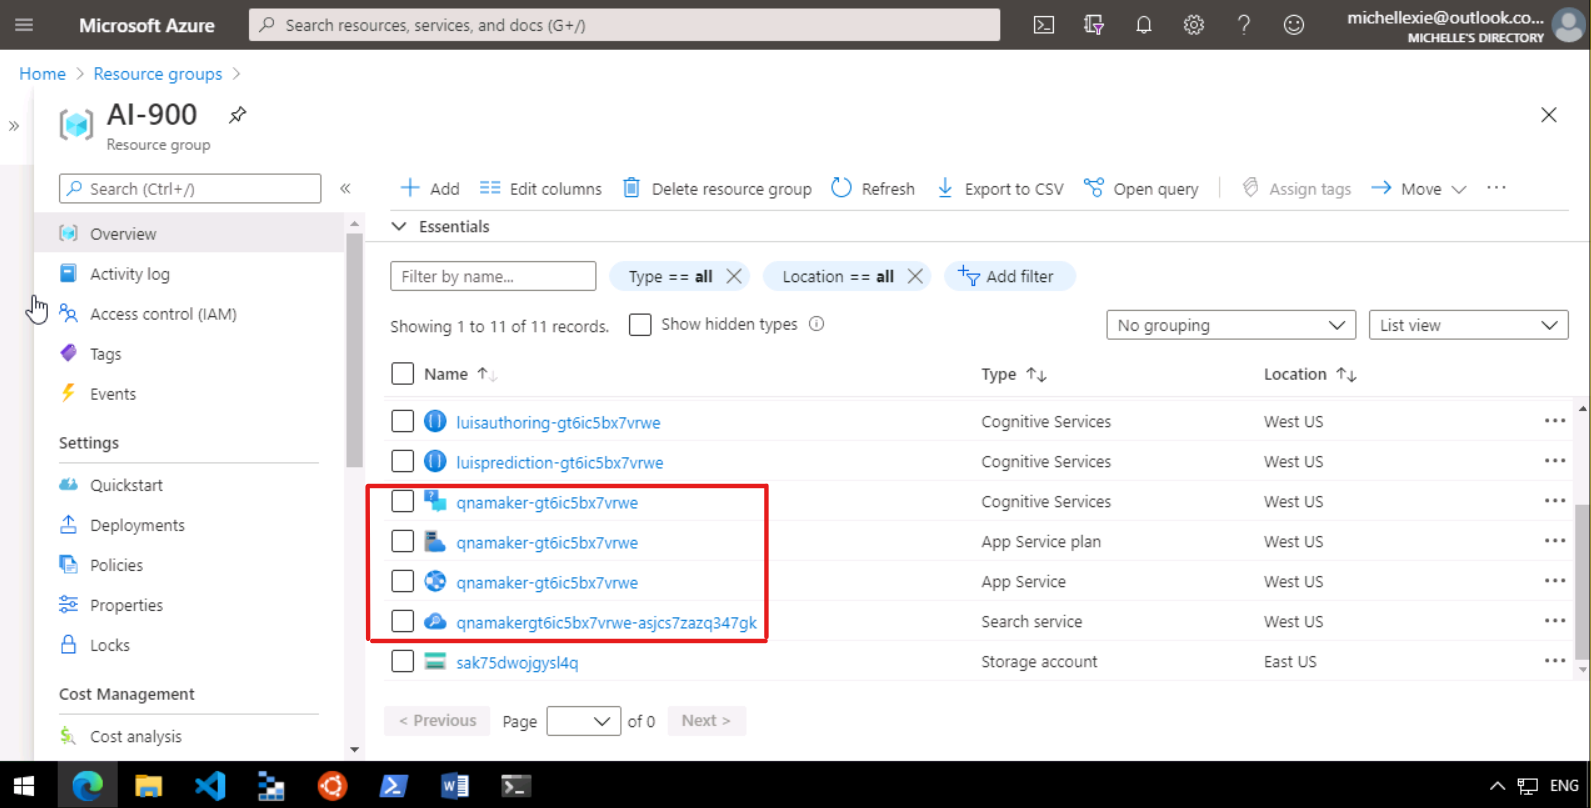 Microsoft Azure
Search resources, services, and docs (G+/)
michellexie@outlook.co...
MICHELLE'S DIRECTORY
Home > Resource groups >
AI-900
Resource group
Search (Ctrl+/)
Add Edit columns Delete resource group Refresh Export to CSV Open query Assign tags Move ...
Overview
Activity log
Access control (IAM)
Tags
Events
Settings
Quickstart
Deployments
Policies
Properties
Locks
Cost Management
Cost analysis
Essentials
Filter by name...
Type == all
Location == all
Add filter
Showing 1 to 11 of 11 records.
Show hidden types
No grouping
List view
Name Type Location
luisauthoring-gt6ic5bx7vrwe Cognitive Services West US
luisprediction-gt6ic5bx7vrwe Cognitive Services West US
qnamaker-gt6ic5bx7vrwe Cognitive Services West US
qnamaker-gt6ic5bx7vrwe App Service plan West US
qnamaker-gt6ic5bx7vrwe App Service West US
qnamakergt6ic5bx7vrwe-asjcs7zazq347gk Search service West US
sak75dwojgysl4q Storage account East US
< Previous Page of 0 Next >
ENG